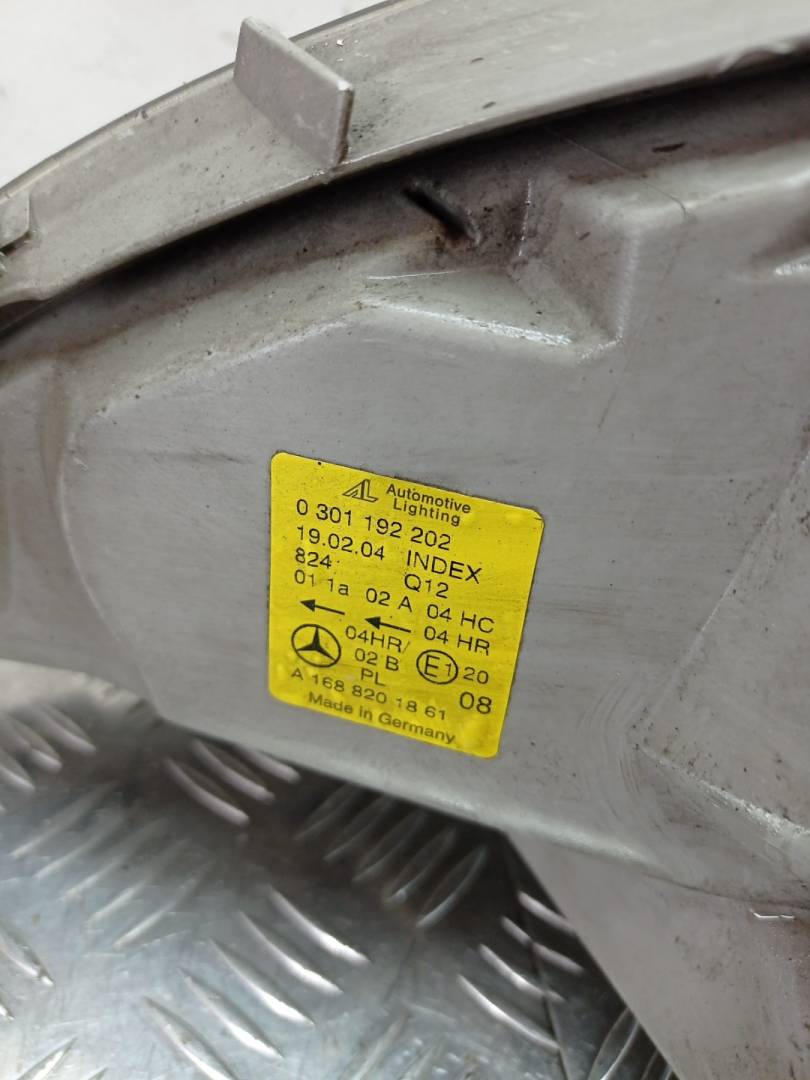 AL Automotive
Lighting
0 301 192 202
19.02.04 INDEX
824 Q12
01 1a 02 A 04 HC
04HR/ 04 HR
02 B E1 20
PL 08
A 168 820 18 61
Made in Germany